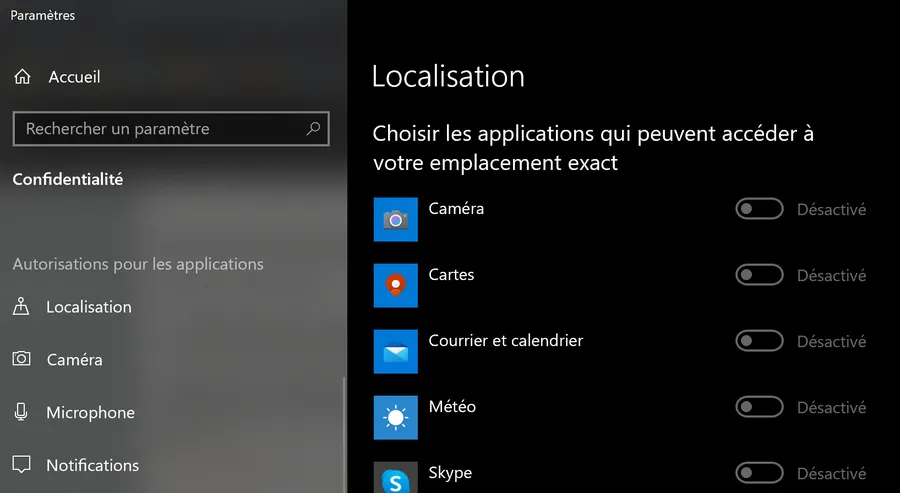 Paramètres
Accueil
Rechercher un paramètre
Confidentialité
Autorisations pour les applications
Localisation
Caméra
Microphone
Notifications
Localisation
Choisir les applications qui peuvent accéder à
votre emplacement exact
Caméra Désactivé
Cartes Désactivé
Courrier et calendrier Désactivé
Météo Désactivé
Skype Désactivé